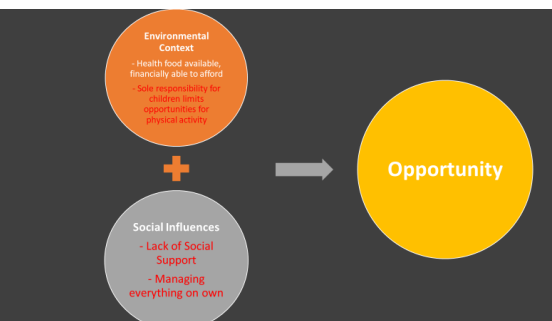 Environmental
Context
- Health food available,
financially able to afford
- Sole responsibility for
children limits
opportunities for
physical activity
Opportunity
Social Influences
- Lack of Social
Support
- Managing
everything on own